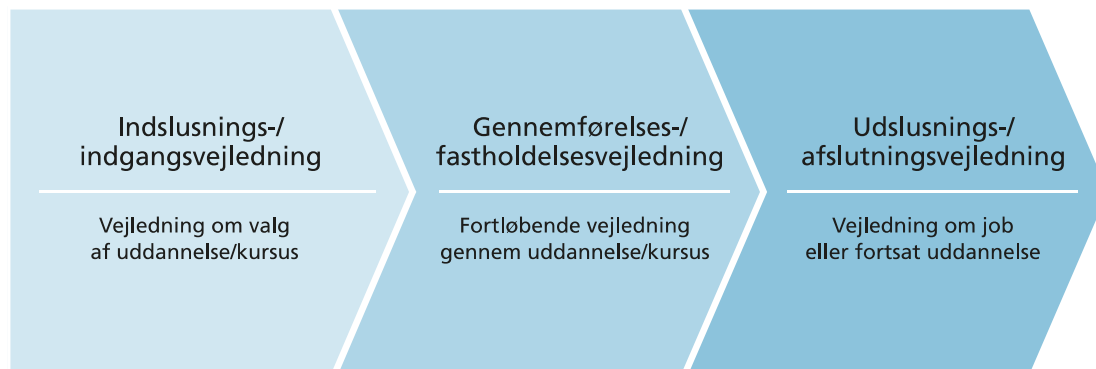 Indslusnings-/
indgangsvejledning
Vejledning om valg
af uddannelse/kursus
Gennemførelses-/
fastholdelsesvejledning
Fortløbende vejledning
gennem uddannelse/kursus
Udslusnings-/
afslutningsvejledning
Vejledning om job
eller fortsat uddannelse